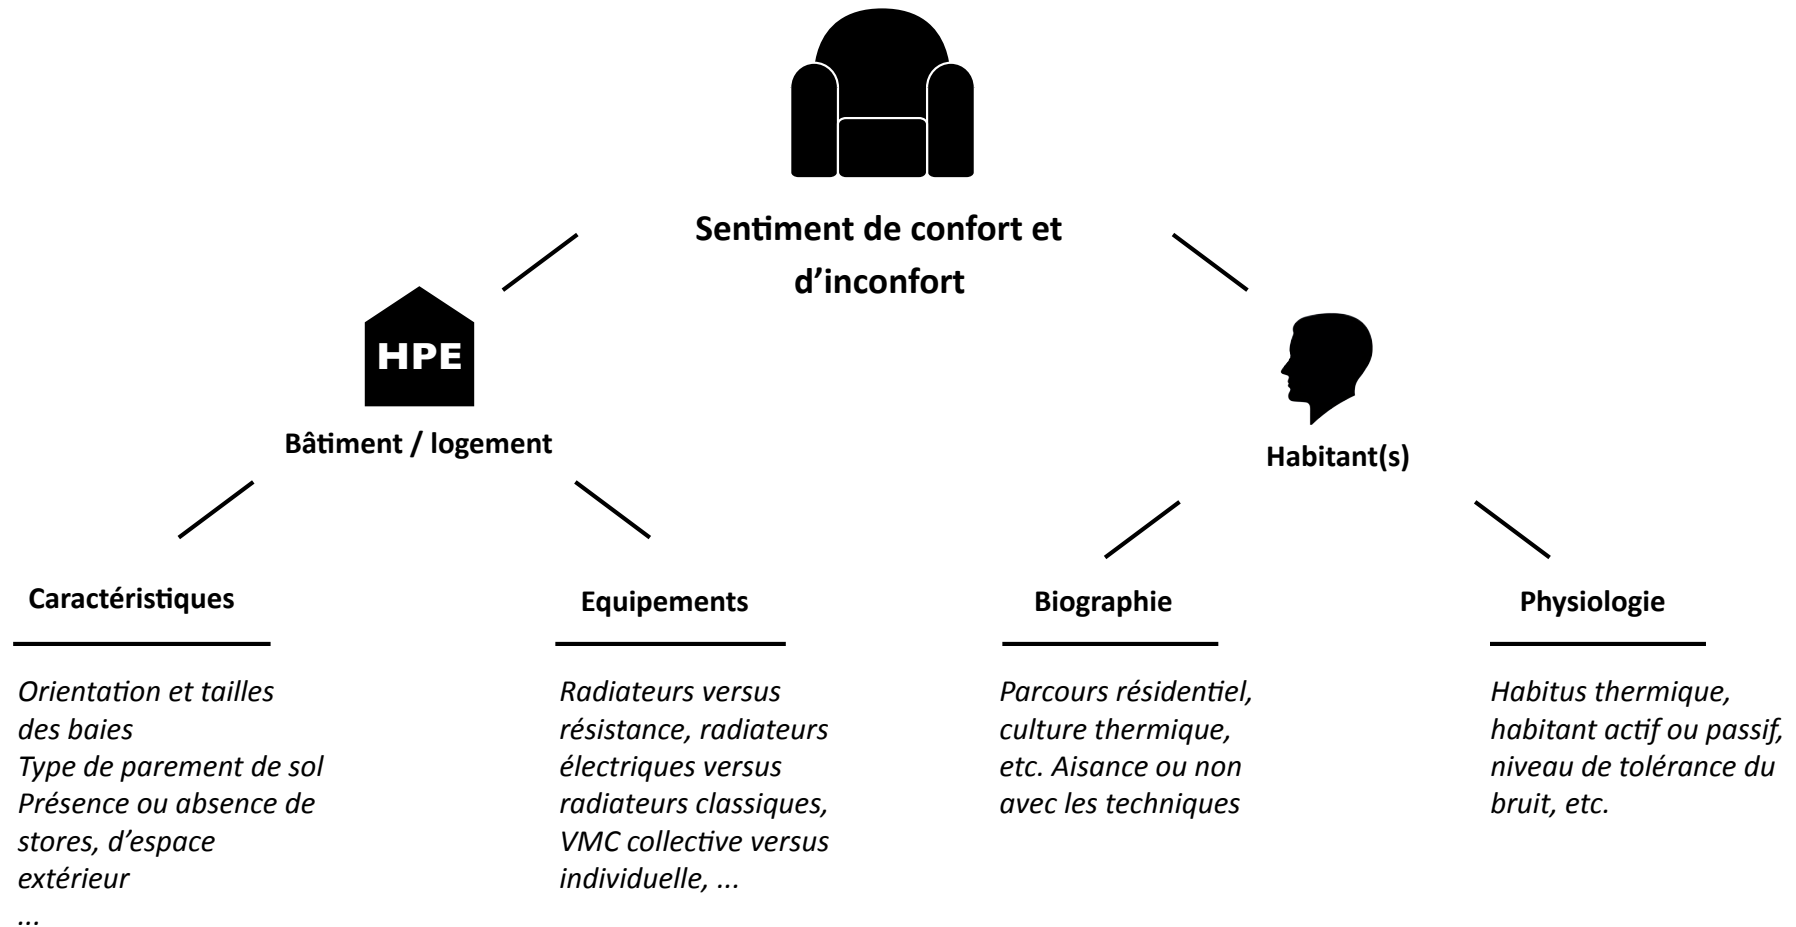 Sentiment de confort et
d’inconfort
HPE
Bâtiment / logement
Habitant(s)
Caractéristiques
Orientation et tailles
des baies
Type de parement de sol
Présence ou absence de
stores, d’espace
extérieur
...
Equipements
Radiateurs versus
résistance, radiateurs
électriques versus
radiateurs classiques,
VMC collective versus
individuelle, ...
Biographie
Parcours résidentiel,
culture thermique,
etc. Aisance ou non
avec les techniques
Physiologie
Habitus thermique,
habitant actif ou passif,
niveau de tolérance du
bruit, etc.